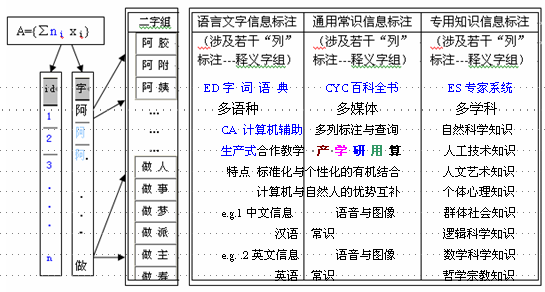 A=(∑nᵢ xᵢ)
id 字
1 阿
2 阿
3 阿.
n 做
二字组
阿 胶
阿 附
阿 姨
...
...
...
做 人
做 事
做 梦
做 派
做 主
做
语言文字信息标注 通用常识信息标注 专用知识信息标注
(涉及若干“列” (涉及若干“列” (涉及若干“列”
标注---释义字组) 标注---释义字组) 标注---释义字组)
ED 字 词 语 典 CYC 百科全书 ES 专家系统
多语种 多媒体 多学科
CA 计算机辅助 多列标注与查询 自然科学知识
生产式合作教学 · 产 · 学 · 研 · 用 · 算 人工技术知识
特点 标准化与个性化的有机结合 人文艺术知识
计算机与自然人的优势互补 个体心理知识
e.g.1 中文信息 语音与图像 群体社会知识
汉语 常识 逻辑科学知识
e.g. .2 英文信息 语音与图像 数学科学知识
英语 常识 哲学宗教知识